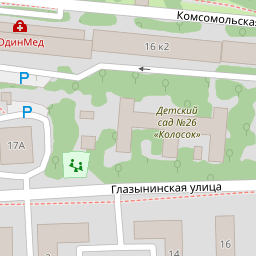 Комсомольская
ОдинМед
16 к2
P
Детский
сад №26
«Колосок»
P
17А
Глазынинская улица
14
16